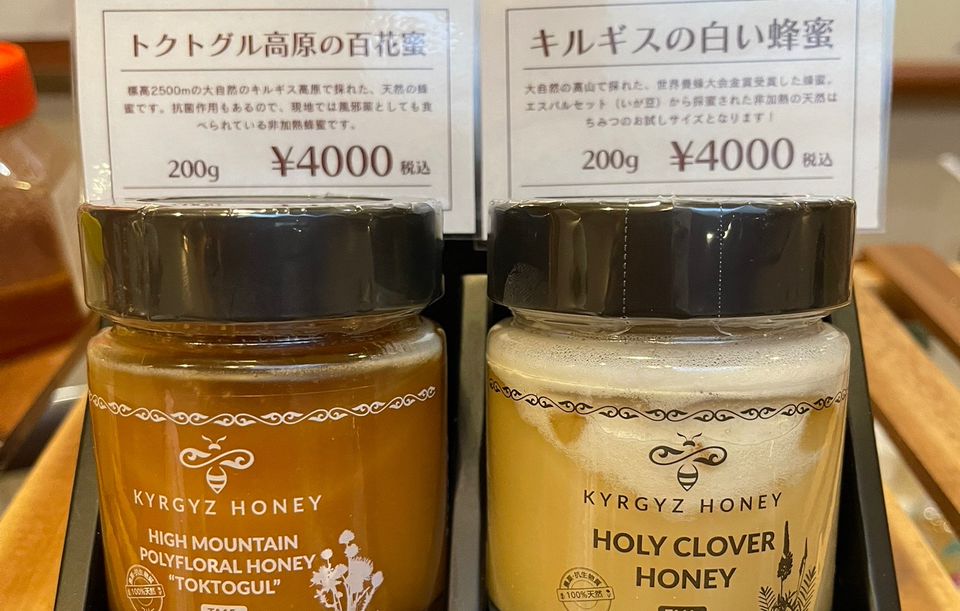 トクトグル高原の百花蜜
標高2500mの大自然のキルギス高原で採れた、天然の蜂
蜜です。抗菌作用もあるので、現地では風邪薬としても食
べられている非加熱蜂蜜です。
200g ¥4000 税込
キルギスの白い蜂蜜
大自然の高山で採れた、世界養蜂大会金賞受賞した蜂蜜。
エスパルセット（いが豆）から採蜜された非加熱の天然は
ちみつのお試しサイズとなります！
200g ¥4000 税込
KYRGYZ HONEY
HIGH MOUNTAIN
POLYFLORAL HONEY
"TOKTOGUL"
100%天然
KYRGYZ HONEY
HOLY CLOVER
HONEY
100%天然